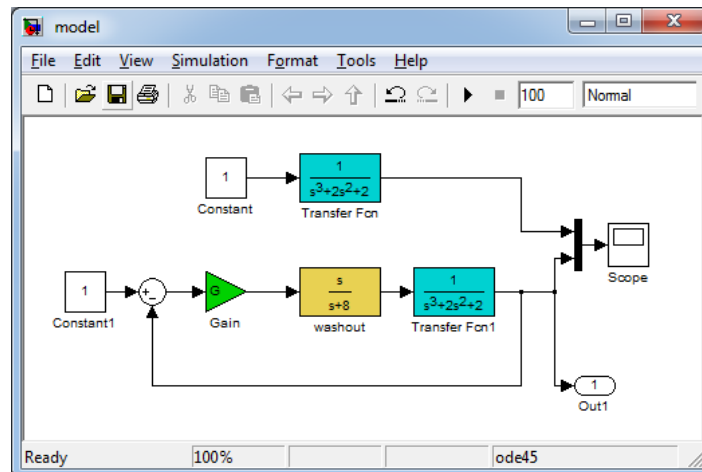 model
File Edit View Simulation Format Tools Help
100 Normal
1
Constant
1
s³+2s²+2
Transfer Fcn
Scope
1
Constant1
+
-
G
Gain
s
s+8
washout
1
s³+2s²+2
Transfer Fcn1
1
Out1
Ready 100% ode45